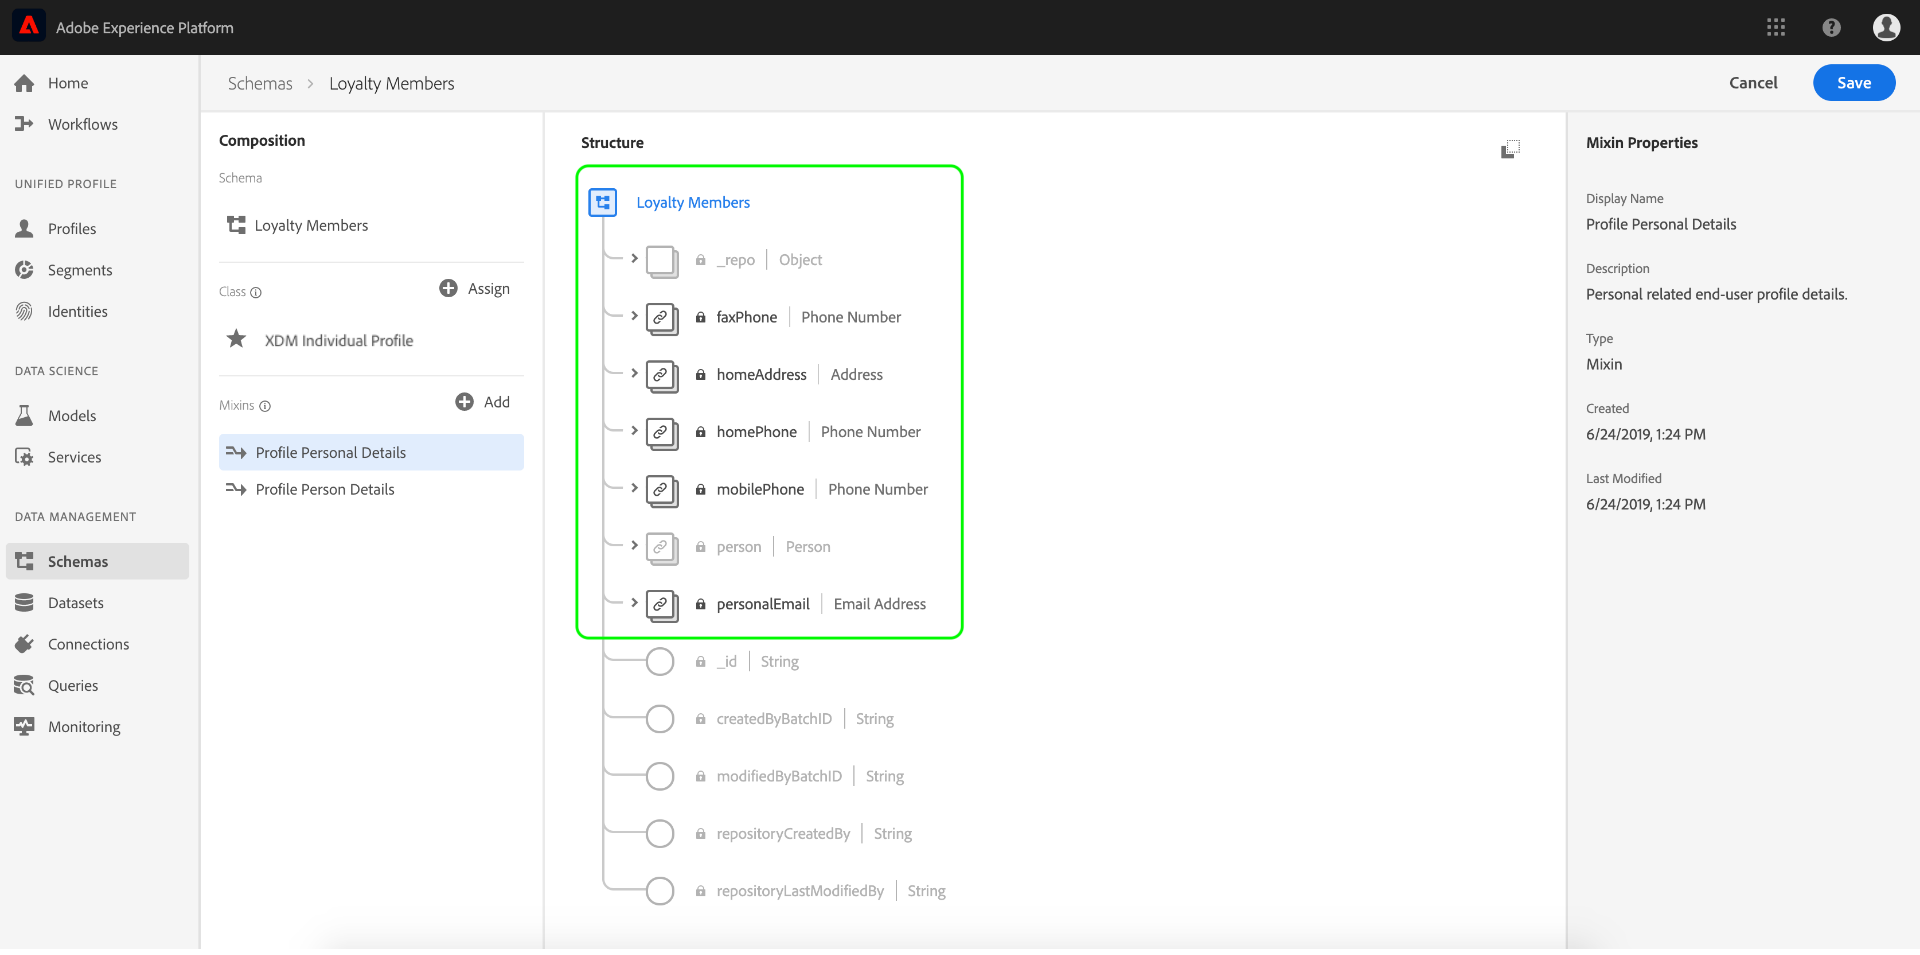 Adobe Experience Platform
Home
Workflows
UNIFIED PROFILE
Profiles
Segments
Identities
DATA SCIENCE
Models
Services
DATA MANAGEMENT
Schemas
Datasets
Connections
Queries
Monitoring
Schemas > Loyalty Members
Cancel
Save
Composition
Schema
Loyalty Members
Class
Assign
XDM Individual Profile
Mixins
Add
Profile Personal Details
Profile Person Details
Structure
Loyalty Members
_repo | Object
faxPhone | Phone Number
homeAddress | Address
homePhone | Phone Number
mobilePhone | Phone Number
person | Person
personalEmail | Email Address
_id | String
createdByBatchID | String
modifiedByBatchID | String
repositoryCreatedBy | String
repositoryLastModifiedBy | String
Mixin Properties
Display Name
Profile Personal Details
Description
Personal related end-user profile details.
Type
Mixin
Created
6/24/2019, 1:24 PM
Last Modified
6/24/2019, 1:24 PM